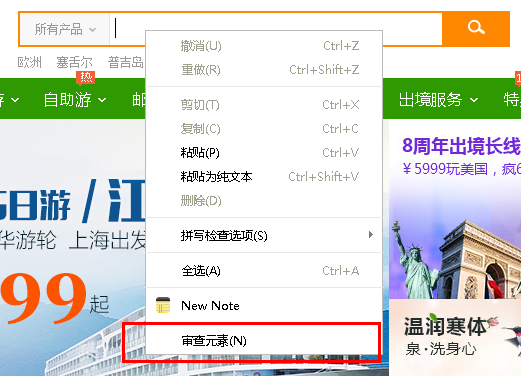 所有产品
欧洲 塞舌尔 普吉岛
热
游 自助游 邮 出境服务 特
撤消(U) Ctrl+Z
重做(R) Ctrl+Shift+Z
剪切(T) Ctrl+X
复制(C) Ctrl+C
粘贴(P) Ctrl+V
粘贴为纯文本 Ctrl+Shift+V
删除(D)
拼写检查选项(S)
全选(A) Ctrl+A
New Note
审查元素(N)
5日游 / 江
华游轮 上海出发
99起
8周年出境长线
¥5999玩美国，疯
温润寒体
泉·洗身心